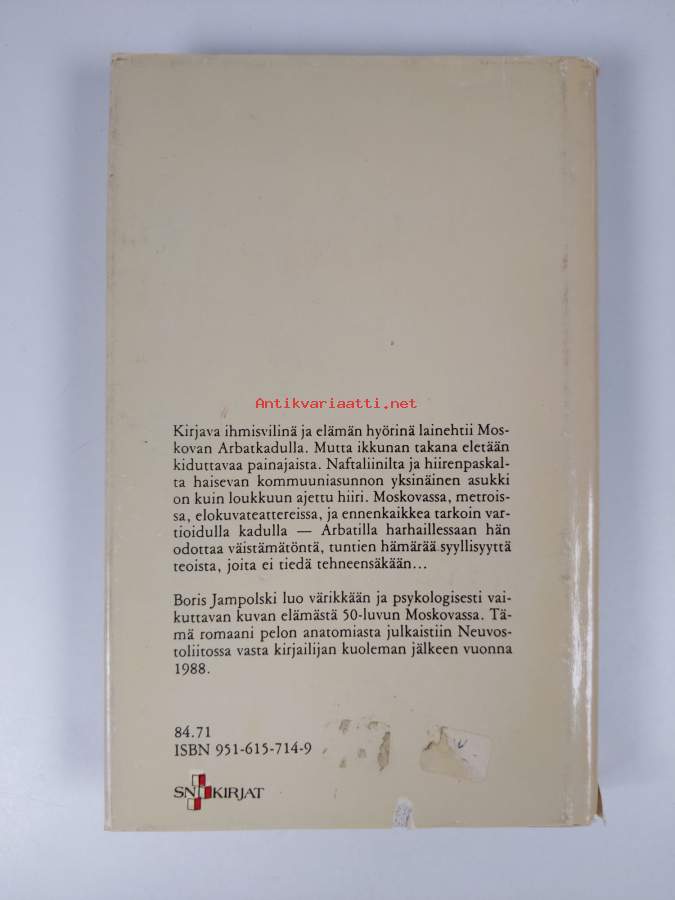 Antikvariaatti.net
Kirjava ihmisvilinä ja elämän hyörinä lainehtii Mos-
kovan Arbatkadulla. Mutta ikkunan takana eletään
kiduttavaa painajaista. Naftaliinilta ja hiirenpaskal-
ta haisevan kommuuniasunnon yksinäinen asukki
on kuin loukkuun ajettu hiiri. Moskovassa, metrois-
sa, elokuvateattereissa, ja ennenkaikkea tarkoin var-
tioidulla kadulla — Arbatilla harhaillessaan hän
odottaa väistämätöntä, tuntien hämärää syyllisyyttä
teoista, joita ei tiedä tehneensäkään...
Boris Jampolski luo värikkään ja psykologisesti vai-
kuttavan kuvan elämästä 50-luvun Moskovassa. Tä-
mä romaani pelon anatomiasta julkaistiin Neuvos-
toliitossa vasta kirjailijan kuoleman jälkeen vuonna
1988.
84.71
ISBN 951-615-714-9
SN KIRJAT